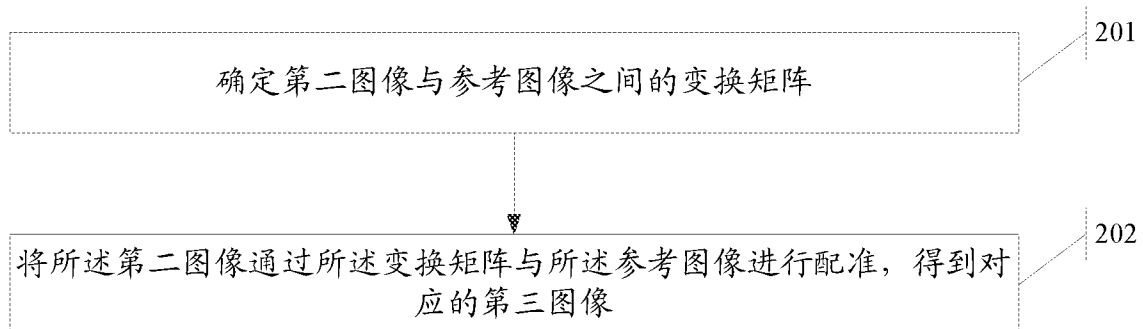 201
确定第二图像与参考图像之间的变换矩阵
202
将所述第二图像通过所述变换矩阵与所述参考图像进行配准，得到对
应的第三图像